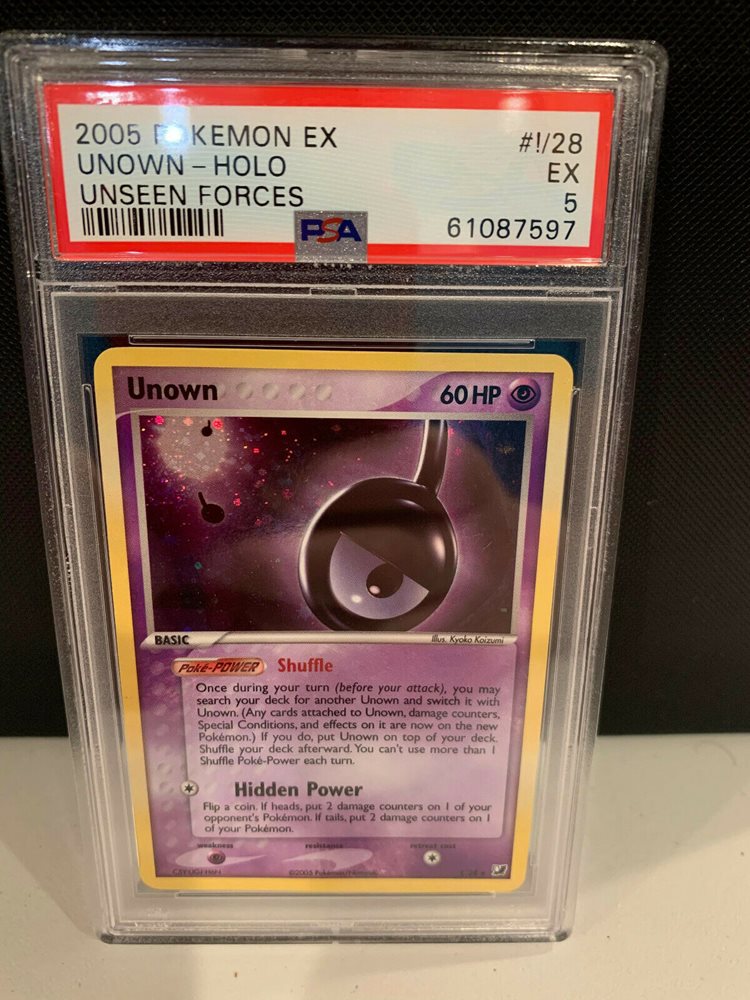 2005 POKEMON EX #!/28
UNOWN - HOLO EX
UNSEEN FORCES 5
PSA 61087597
Unown 60 HP
BASIC Illus. Kyoko Koizumi
Poké-POWER Shuffle
Once during your turn (before your attack), you may
search your deck for another Unown and switch it with
Unown. (Any cards attached to Unown, damage counters,
Special Conditions, and effects on it are now on the new
Pokémon.) If you do, put Unown on top of your deck.
Shuffle your deck afterward. You can't use more than 1
Shuffle Poké-Power each turn.
Hidden Power
Flip a coin. If heads, put 2 damage counters on 1 of your
opponent's Pokémon. If tails, put 2 damage counters on 1
of your Pokémon.
weakness resistance retreat cost
©2005 Pokémon/Nintendo